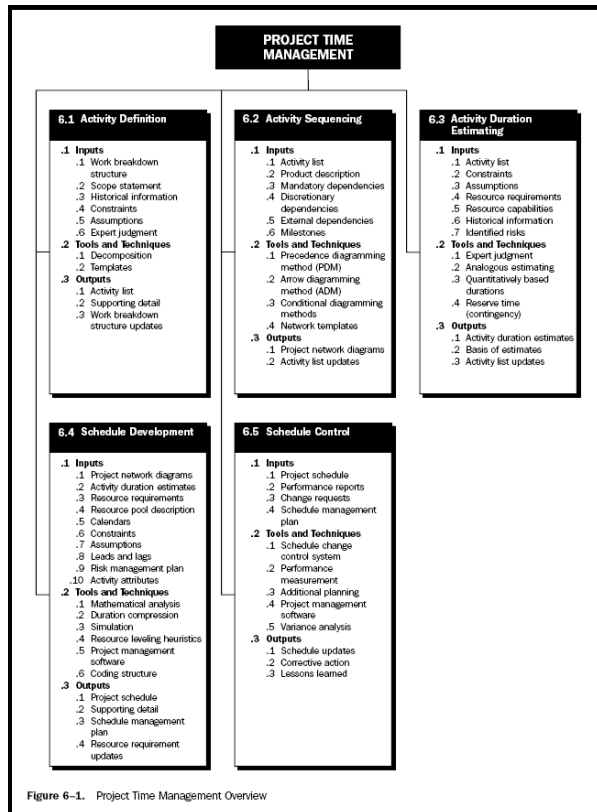 PROJECT TIME
MANAGEMENT
6.1 Activity Definition
.1 Inputs
.1 Work breakdown
structure
.2 Scope statement
.3 Historical information
.4 Constraints
.5 Assumptions
.6 Expert judgment
.2 Tools and Techniques
.1 Decomposition
.2 Templates
.3 Outputs
.1 Activity list
.2 Supporting detail
.3 Work breakdown
structure updates
6.2 Activity Sequencing
.1 Inputs
.1 Activity list
.2 Product description
.3 Mandatory dependencies
.4 Discretionary
dependencies
.5 External dependencies
.6 Milestones
.2 Tools and Techniques
.1 Precedence diagramming
method (PDM)
.2 Arrow diagramming
method (ADM)
.3 Conditional diagramming
methods
.4 Network templates
.3 Outputs
.1 Project network diagrams
.2 Activity list updates
6.3 Activity Duration
Estimating
.1 Inputs
.1 Activity list
.2 Constraints
.3 Assumptions
.4 Resource requirements
.5 Resource capabilities
.6 Historical information
.7 Identified risks
.2 Tools and Techniques
.1 Expert judgment
.2 Analogous estimating
.3 Quantitatively based
durations
.4 Reserve time
(contingency)
.3 Outputs
.1 Activity duration estimates
.2 Basis of estimates
.3 Activity list updates
6.4 Schedule Development
.1 Inputs
.1 Project network diagrams
.2 Activity duration estimates
.3 Resource requirements
.4 Resource pool description
.5 Calendars
.6 Constraints
.7 Assumptions
.8 Leads and lags
.9 Risk management plan
.10 Activity attributes
.2 Tools and Techniques
.1 Mathematical analysis
.2 Duration compression
.3 Simulation
.4 Resource leveling heuristics
.5 Project management
software
.6 Coding structure
.3 Outputs
.1 Project schedule
.2 Supporting detail
.3 Schedule management
plan
.4 Resource requirement
updates
6.5 Schedule Control
.1 Inputs
.1 Project schedule
.2 Performance reports
.3 Change requests
.4 Schedule management
plan
.2 Tools and Techniques
.1 Schedule change
control system
.2 Performance
measurement
.3 Additional planning
.4 Project management
software
.5 Variance analysis
.3 Outputs
.1 Schedule updates
.2 Corrective action
.3 Lessons learned
Figure 6–1. Project Time Management Overview